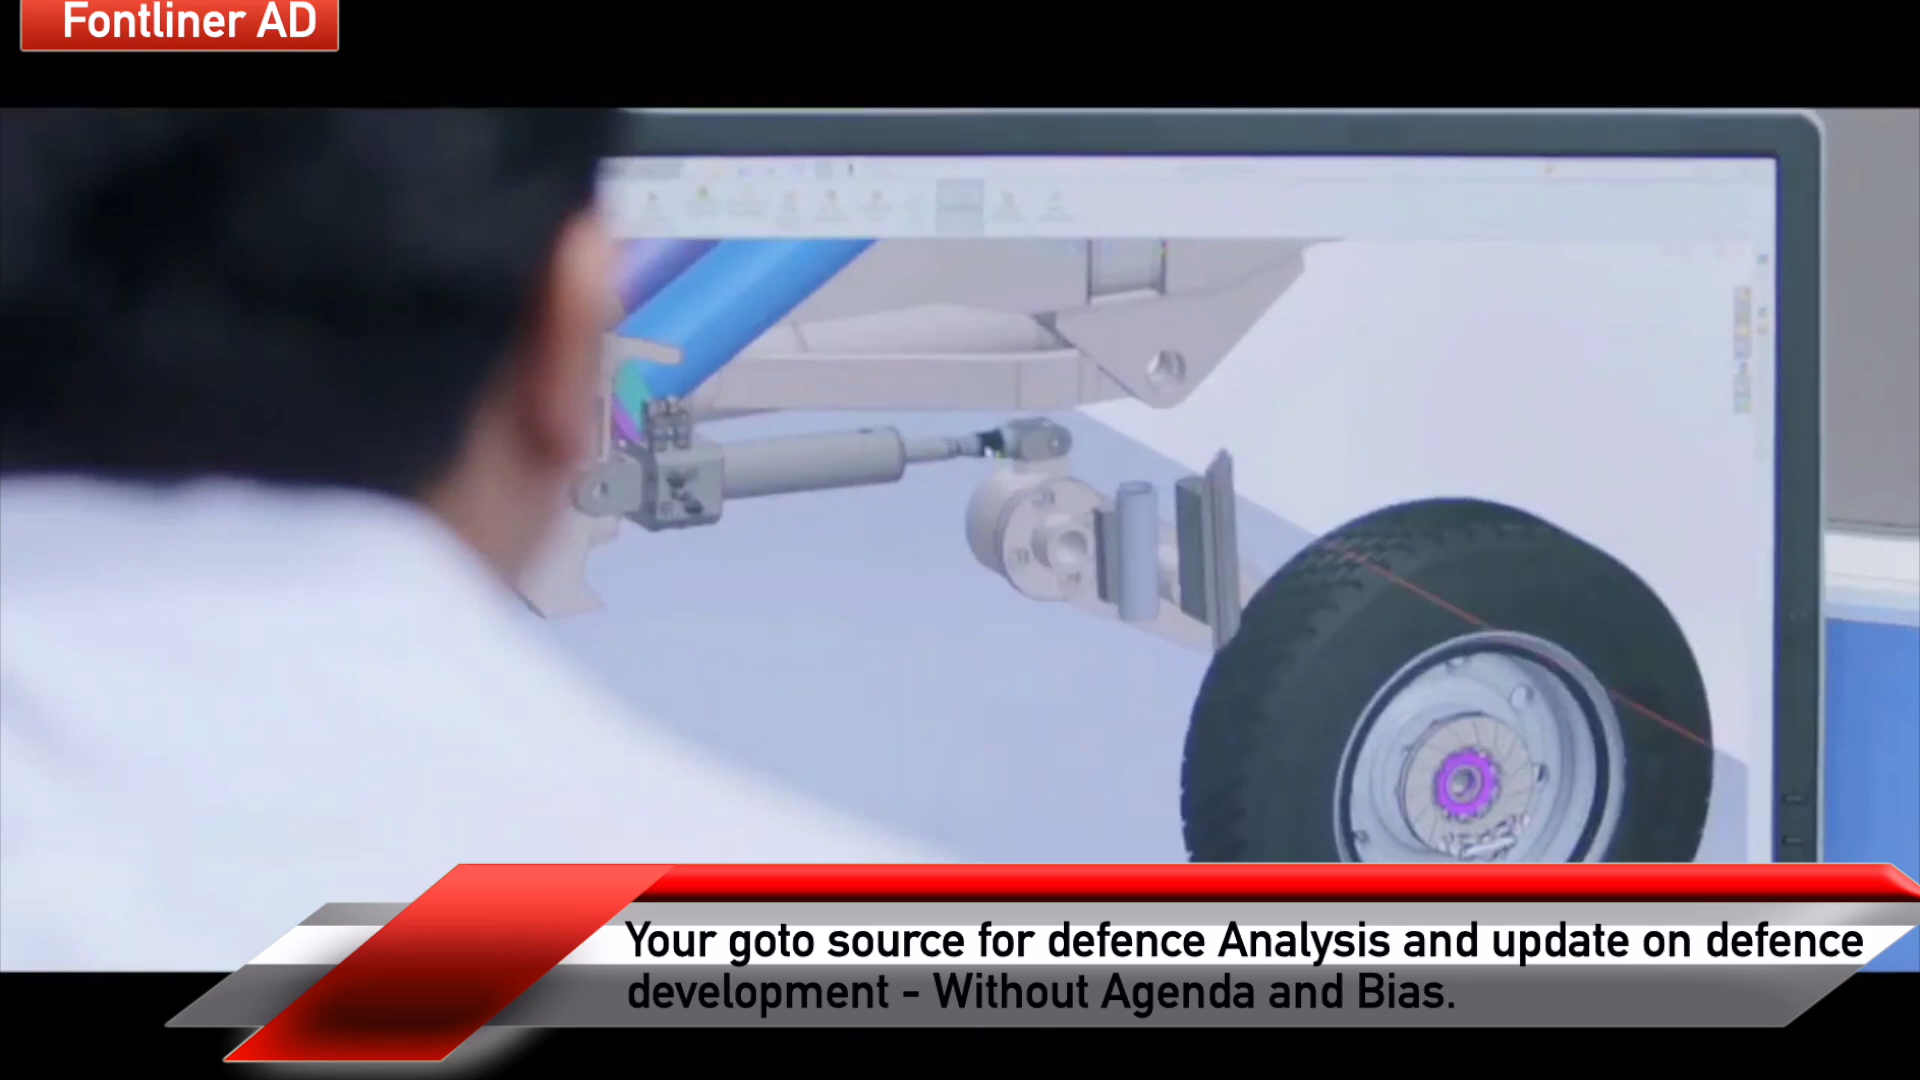 Fontliner AD
Your goto source for defence Analysis and update on defence
development - Without Agenda and Bias.